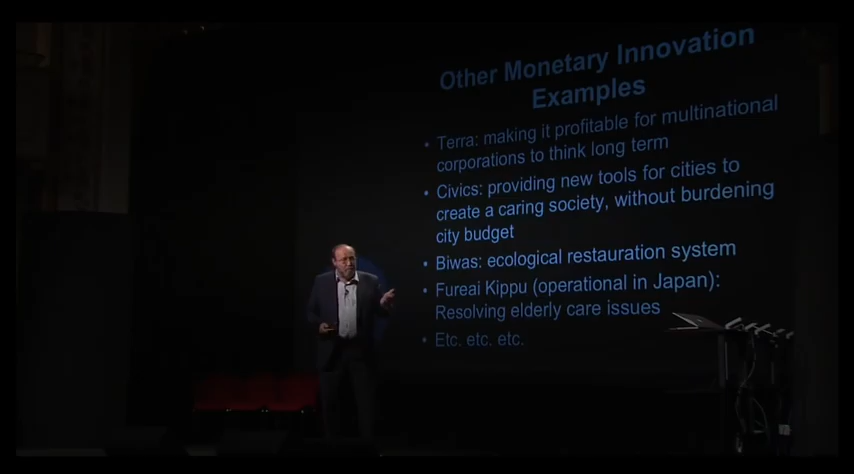 Other Monetary Innovation
Examples
• Terra: making it profitable for multinational
corporations to think long term
• Civics: providing new tools for cities to
create a caring society, without burdening
city budget
• Biwas: ecological restauration system
• Fureai Kippu (operational in Japan):
Resolving elderly care issues
• Etc. etc. etc.